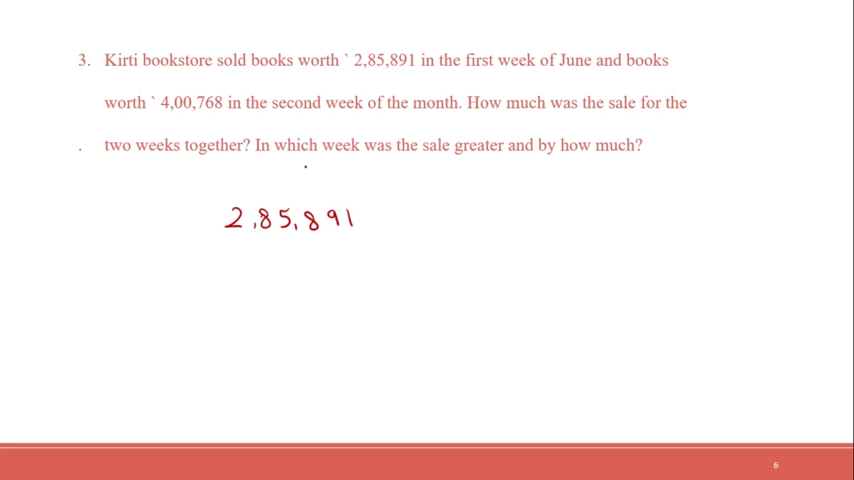 3. Kirti bookstore sold books worth ` 2,85,891 in the first week of June and books
worth ` 4,00,768 in the second week of the month. How much was the sale for the
. two weeks together? In which week was the sale greater and by how much?
2,85,891
6